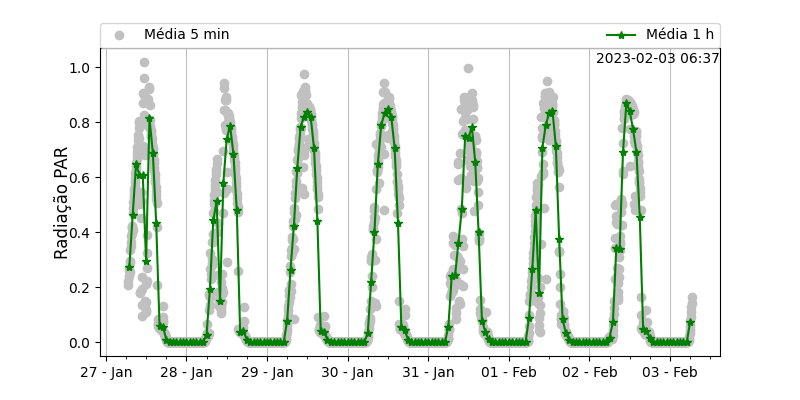 Média 5 min
Média 1 h
2023-02-03 06:37
Radiação PAR
1.0
0.8
0.6
0.4
0.2
0.0
27 - Jan
28 - Jan
29 - Jan
30 - Jan
31 - Jan
01 - Feb
02 - Feb
03 - Feb